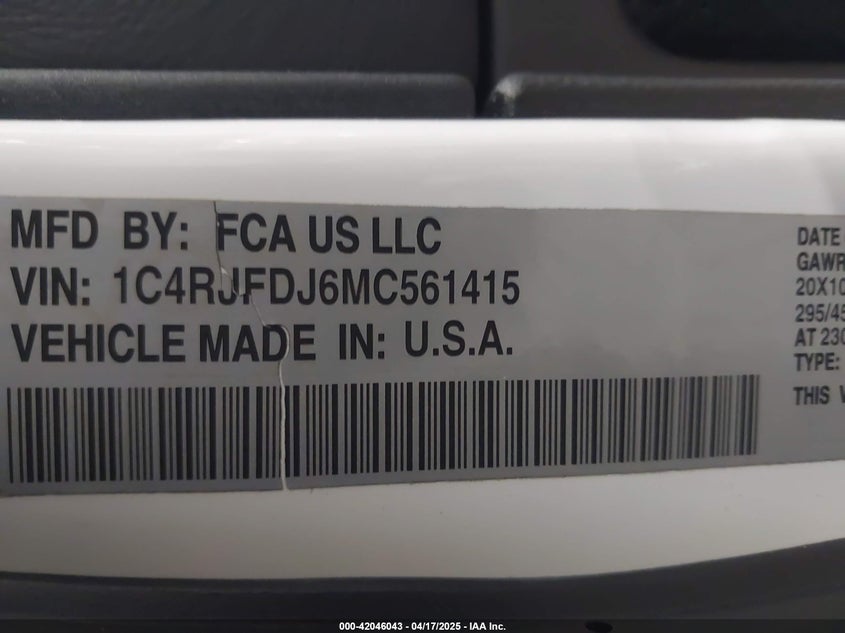 MFD BY: FCA US LLC
VIN: 1C4RJFDJ6MC561415
VEHICLE MADE IN: U.S.A.
DATE
GAWR
20X10
295/45
AT 230
TYPE:
THIS V
000-42046043 - 04/17/2025 - IAA Inc.